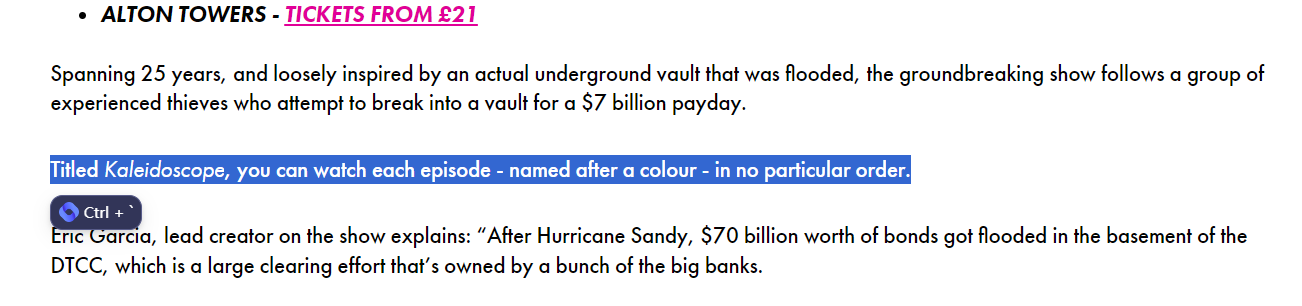 ALTON TOWERS - TICKETS FROM £21
Spanning 25 years, and loosely inspired by an actual underground vault that was flooded, the groundbreaking show follows a group of
experienced thieves who attempt to break into a vault for a $7 billion payday.
Titled Kaleidoscope, you can watch each episode - named after a colour - in no particular order.
Ctrl + `
Eric Garcia, lead creator on the show explains: “After Hurricane Sandy, $70 billion worth of bonds got flooded in the basement of the
DTCC, which is a large clearing effort that’s owned by a bunch of the big banks.